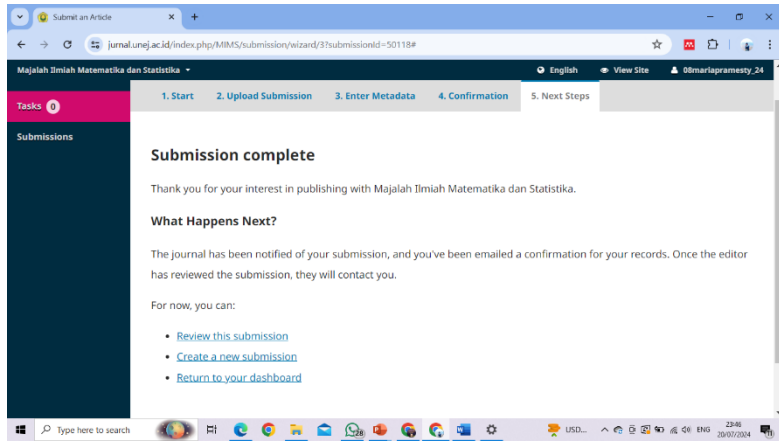 Submit an Article
jurnal.unej.ac.id/index.php/MIMS/submission/wizard/3?submissionId=50118#
Majalah Ilmiah Matematika dan Statistika
English
View Site
08mariapramesty_24
Tasks 0
Submissions
1. Start
2. Upload Submission
3. Enter Metadata
4. Confirmation
5. Next Steps
Submission complete
Thank you for your interest in publishing with Majalah Ilmiah Matematika dan Statistika.
What Happens Next?
The journal has been notified of your submission, and you've been emailed a confirmation for your records. Once the editor
has reviewed the submission, they will contact you.
For now, you can:
Review this submission
Create a new submission
Return to your dashboard
Type here to search
USD...
ENG
23:46
20/07/2024